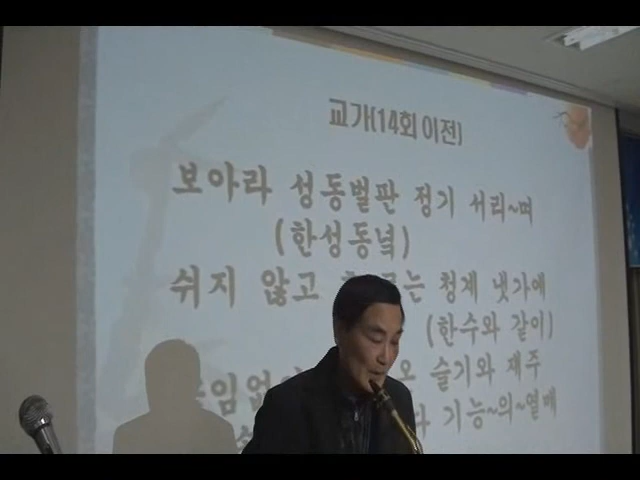 교가(14회 이전)
보아라 성동벌판 정기 서리~며
(한성동녘)
쉬지 않고 는 청계 냇가에
(한수와 같이)
슬기와 재주
기능~의~열매